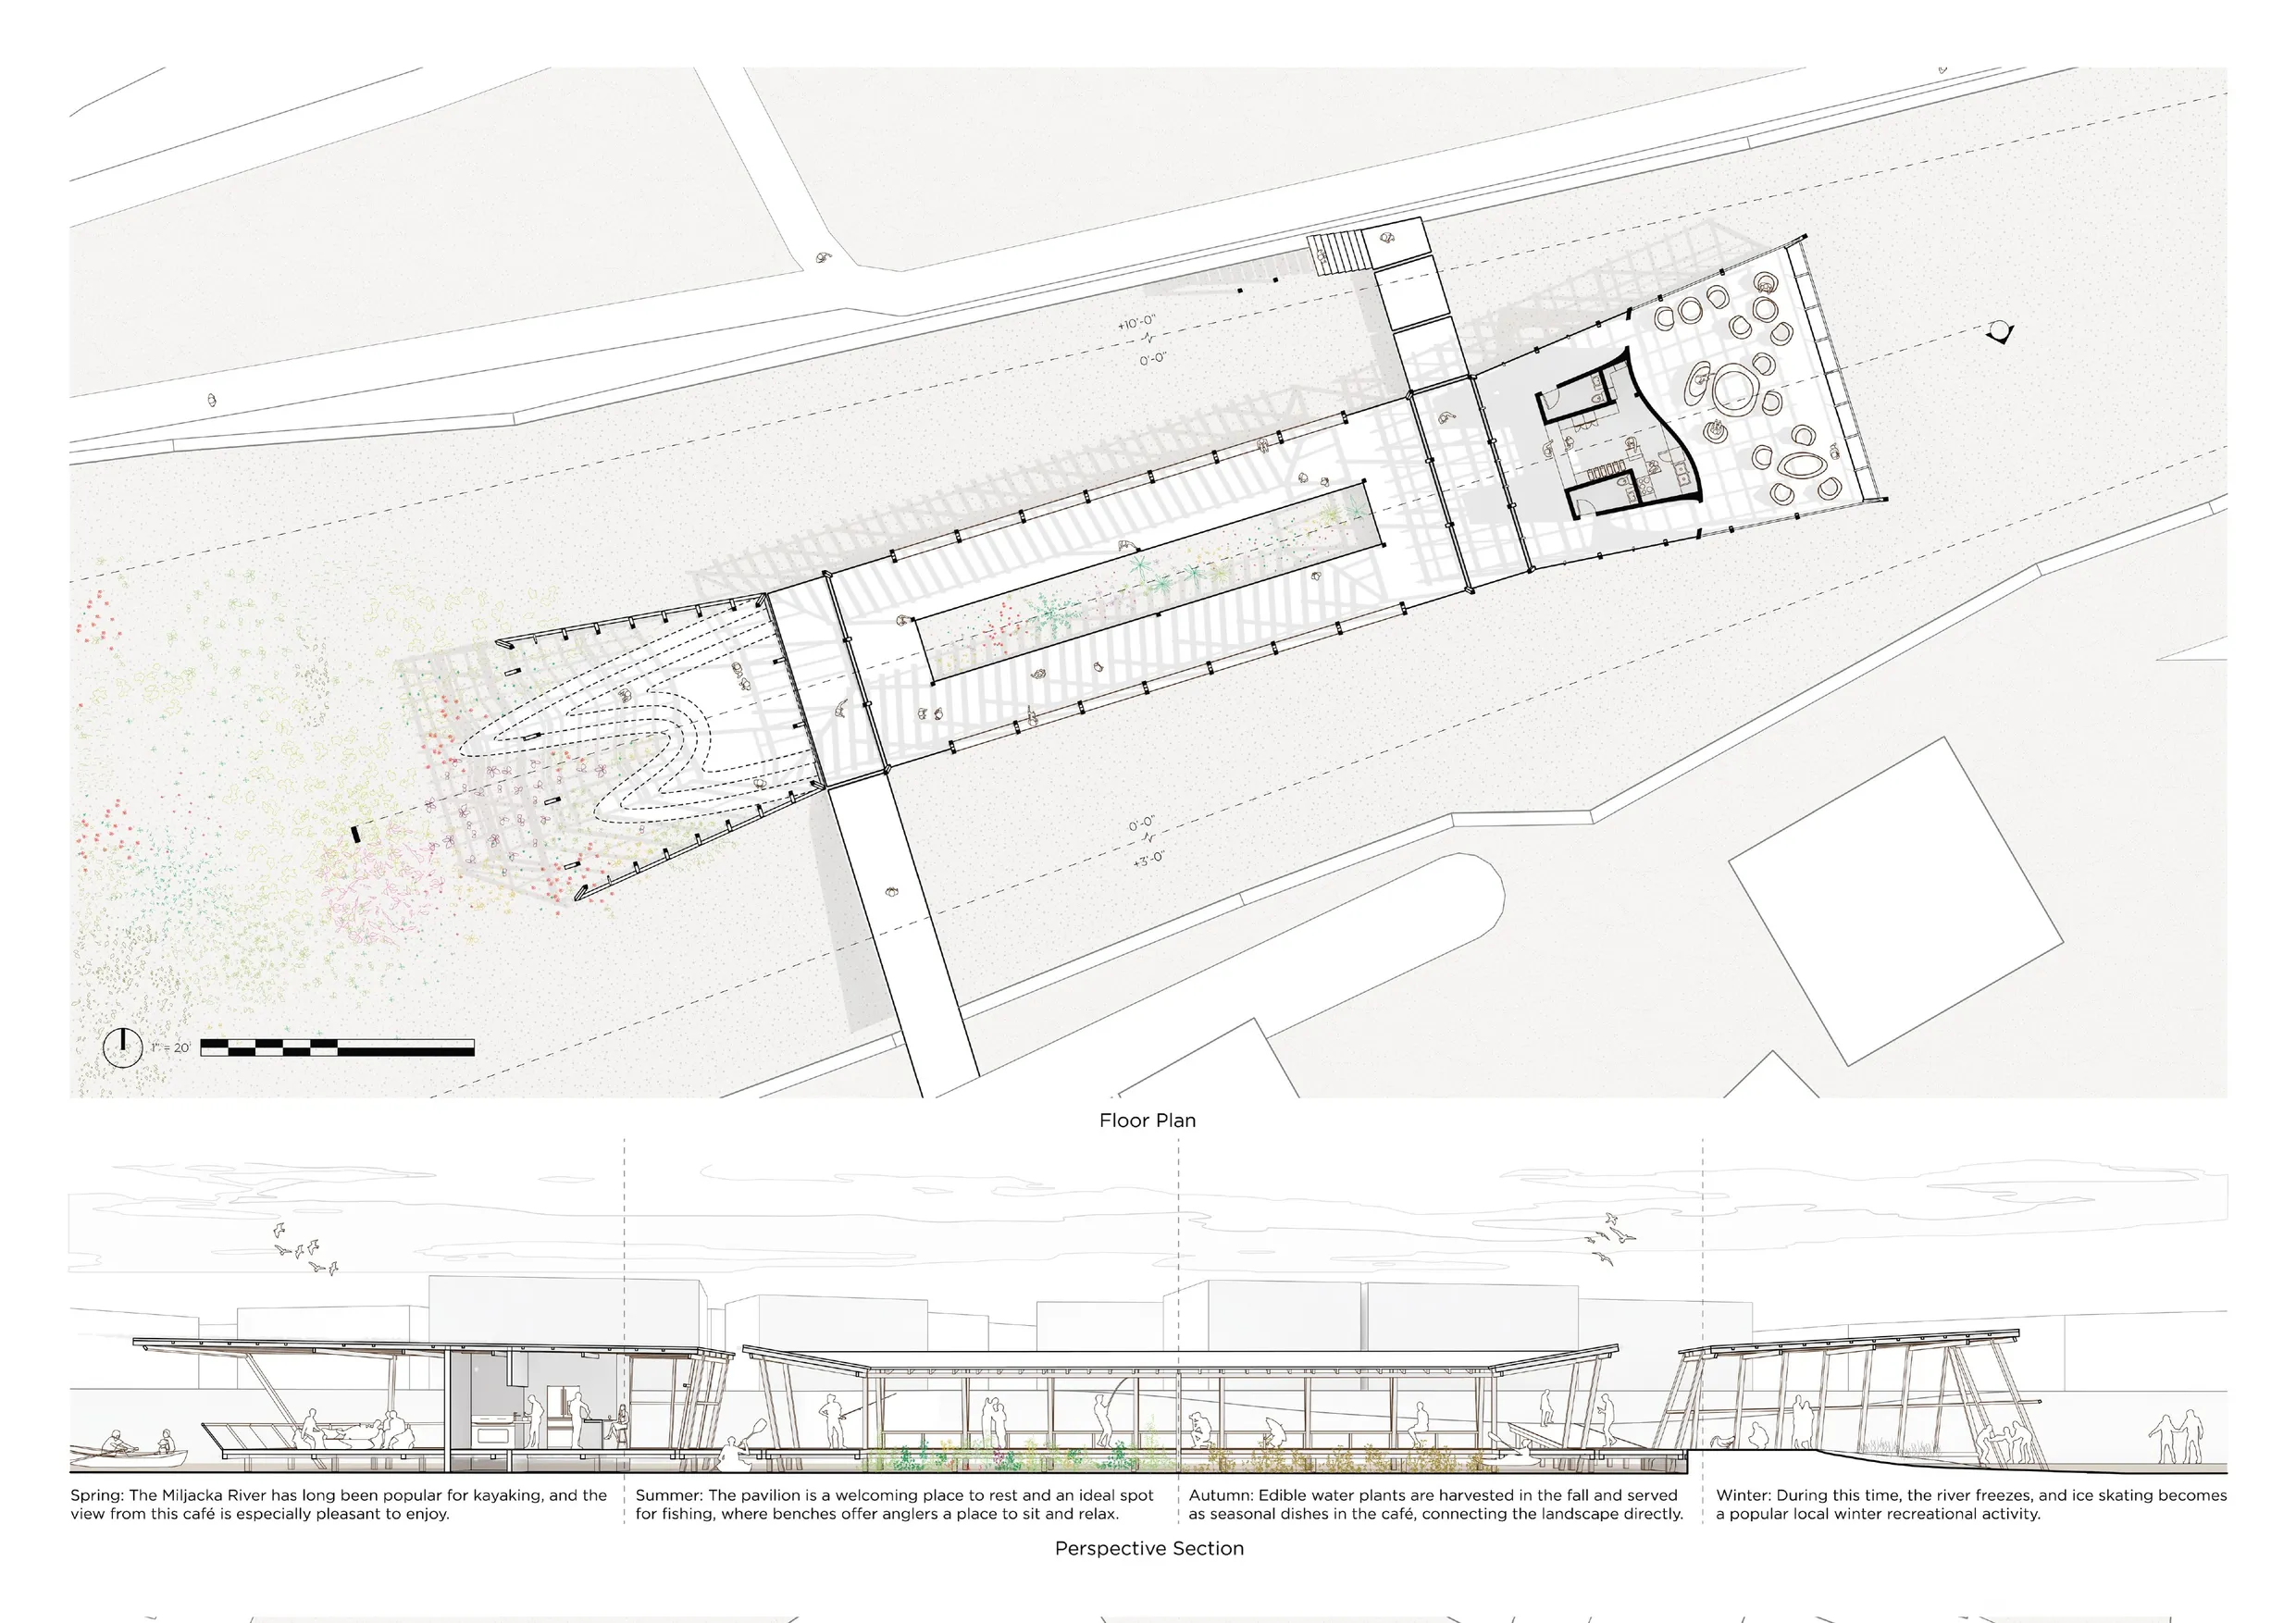 +10'-0"
0'-0"
0'-0"
+3'-0"
1" = 20'
Floor Plan
Spring: The Miljacka River has long been popular for kayaking, and the
view from this café is especially pleasant to enjoy.
Summer: The pavilion is a welcoming place to rest and an ideal spot
for fishing, where benches offer anglers a place to sit and relax.
Autumn: Edible water plants are harvested in the fall and served
as seasonal dishes in the café, connecting the landscape directly.
Winter: During this time, the river freezes, and ice skating becomes
a popular local winter recreational activity.
Perspective Section